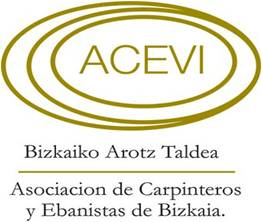 ACEVI
Bizkaiko Arotz Taldea
Asociacion de Carpinteros
y Ebanistas de Bizkaia.